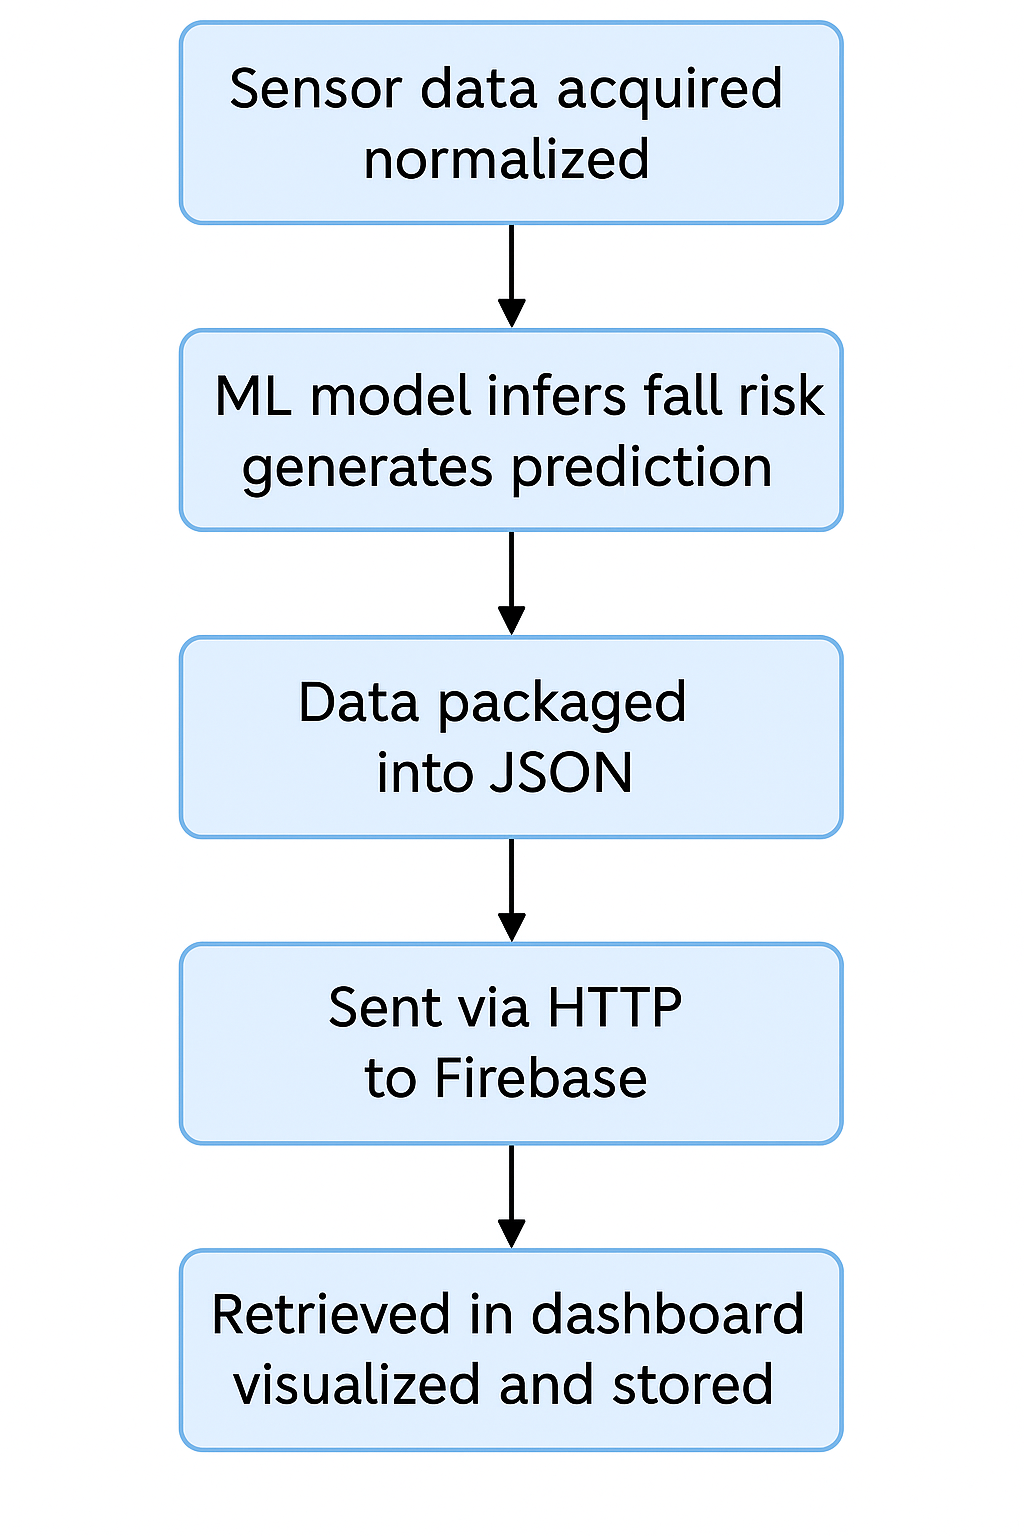 Sensor data acquired
normalized
ML model infers fall risk
generates prediction
Data packaged
into JSON
Sent via HTTP
to Firebase
Retrieved in dashboard
visualized and stored